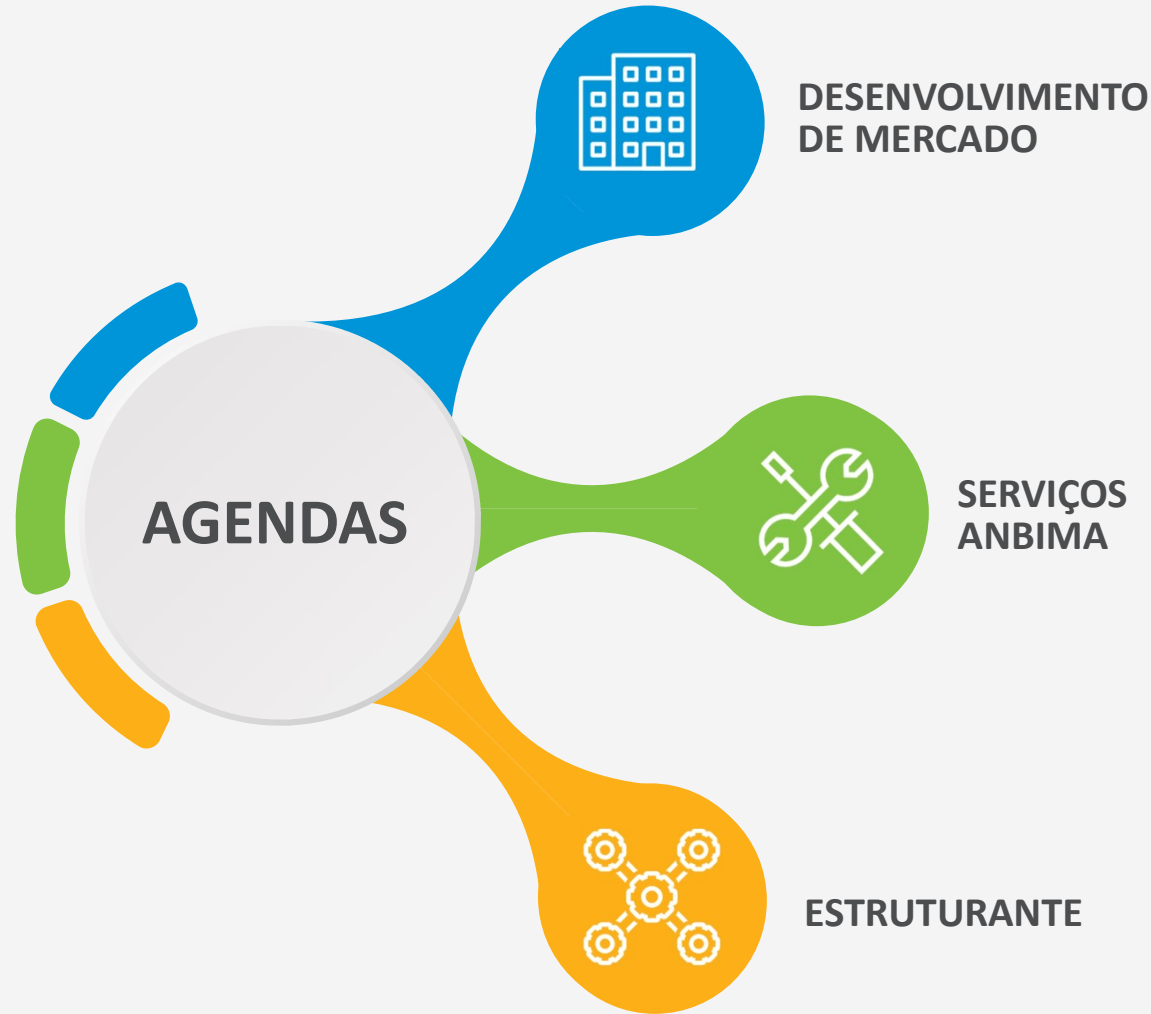 DESENVOLVIMENTO
DE MERCADO
AGENDAS
SERVIÇOS
ANBIMA
ESTRUTURANTE